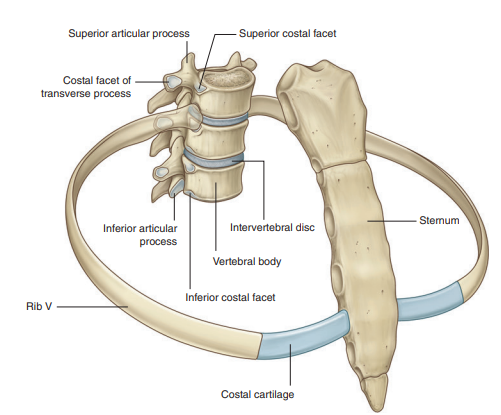 Superior articular process
Superior costal facet
Costal facet of
transverse process
Inferior articular
process
Intervertebral disc
Sternum
Vertebral body
Inferior costal facet
Rib V
Costal cartilage